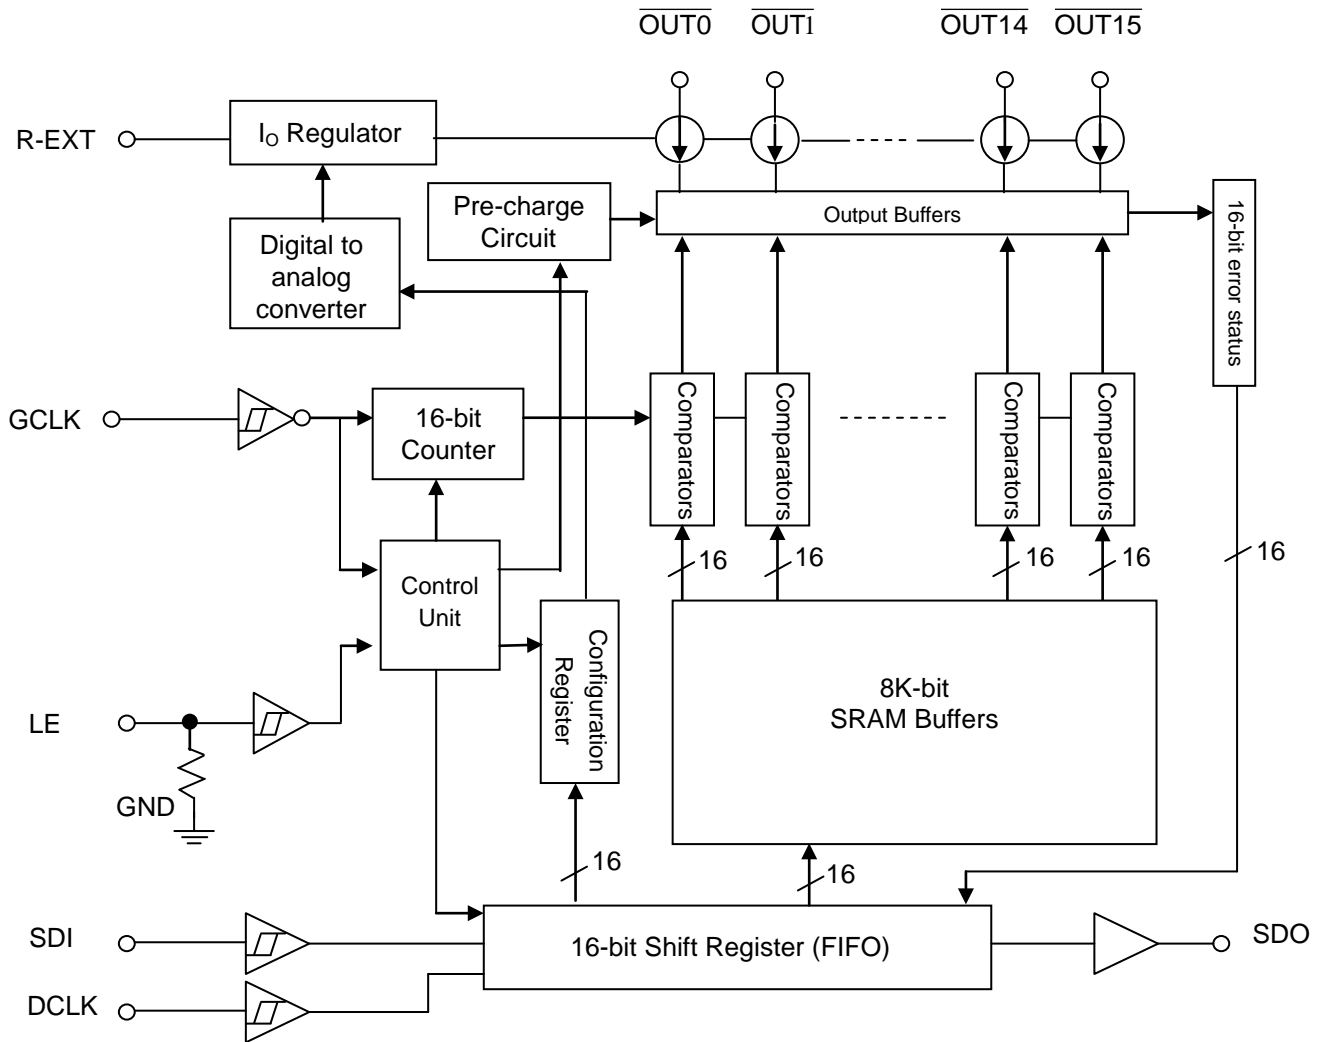 OUT0 OUT1 OUT14 OUT15
R-EXT
IO Regulator
Pre-charge
Circuit
Output Buffers
16-bit error status
Digital to
analog
converter
GCLK
16-bit
Counter
Comparators
Comparators
Comparators
Comparators
16
16
16
16
16
Control
Unit
Configuration
Register
8K-bit
SRAM Buffers
LE
GND
16
16
SDI
16-bit Shift Register (FIFO)
SDO
DCLK